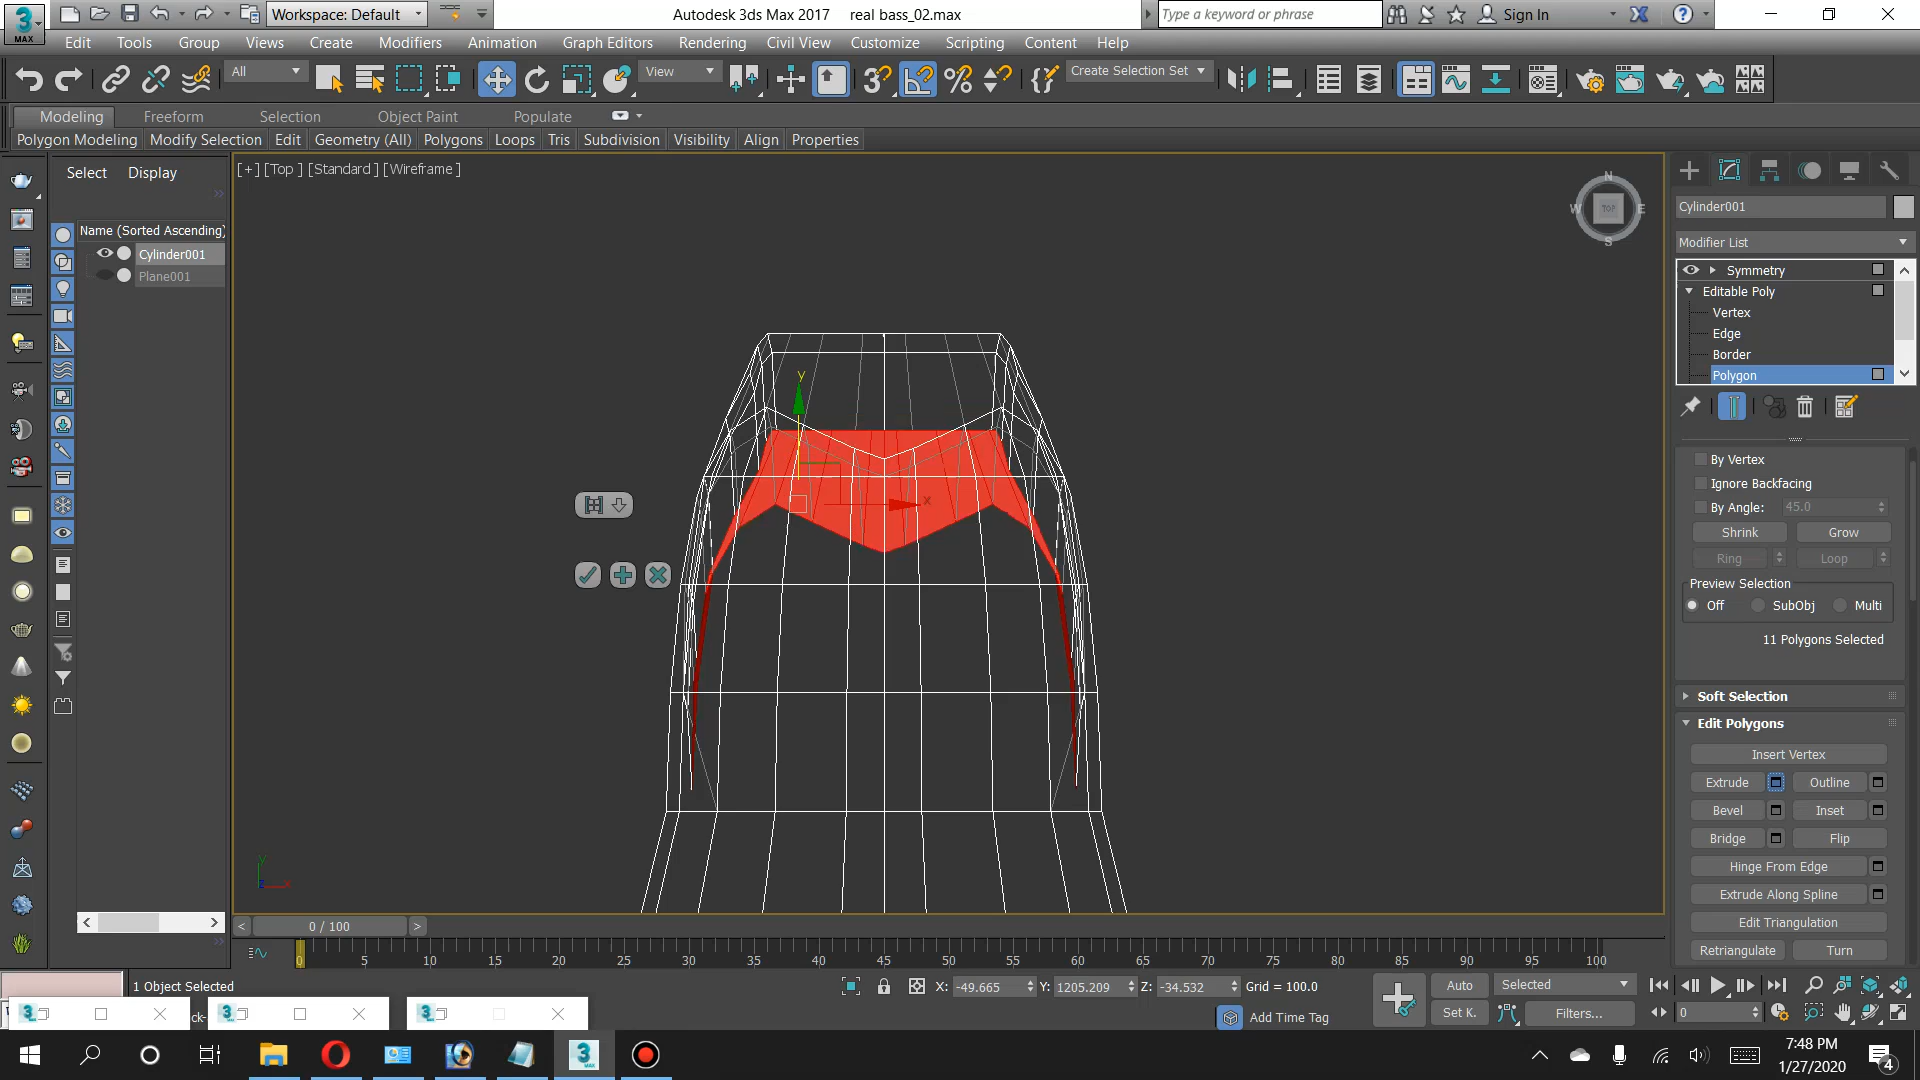 3
MAX
Workspace: Default
Autodesk 3ds Max 2017    real bass_02.max
Type a keyword or phrase
Sign In
Edit Tools Group Views Create Modifiers Animation Graph Editors Rendering Civil View Customize Scripting Content Help
All
View
Create Selection Set
Modeling Freeform Selection Object Paint Populate
Polygon Modeling Modify Selection Edit Geometry (All) Polygons Loops Tris Subdivision Visibility Align Properties
Select Display
Name (Sorted Ascending)
Cylinder001
Plane001
[+] [Top ] [Standard ] [Wireframe ]
y
x
N
W TOP E
S
Cylinder001
Modifier List
Symmetry
Editable Poly
Vertex
Edge
Border
Polygon
By Vertex
Ignore Backfacing
By Angle: 45.0
Shrink Grow
Ring Loop
Preview Selection
Off SubObj Multi
11 Polygons Selected
Soft Selection
Edit Polygons
Insert Vertex
Extrude Outline
Bevel Inset
Bridge Flip
Hinge From Edge
Extrude Along Spline
Edit Triangulation
Retriangulate Turn
0 / 100
0 5 10 15 20 25 30 35 40 45 50 55 60 65 70 75 80 85 90 95 100
1 Object Selected
X: -49.665 Y: 1205.209 Z: -34.532 Grid = 100.0
Auto Selected
ck-
Add Time Tag
Set K. Filters...
0
7:48 PM
1/27/2020
4